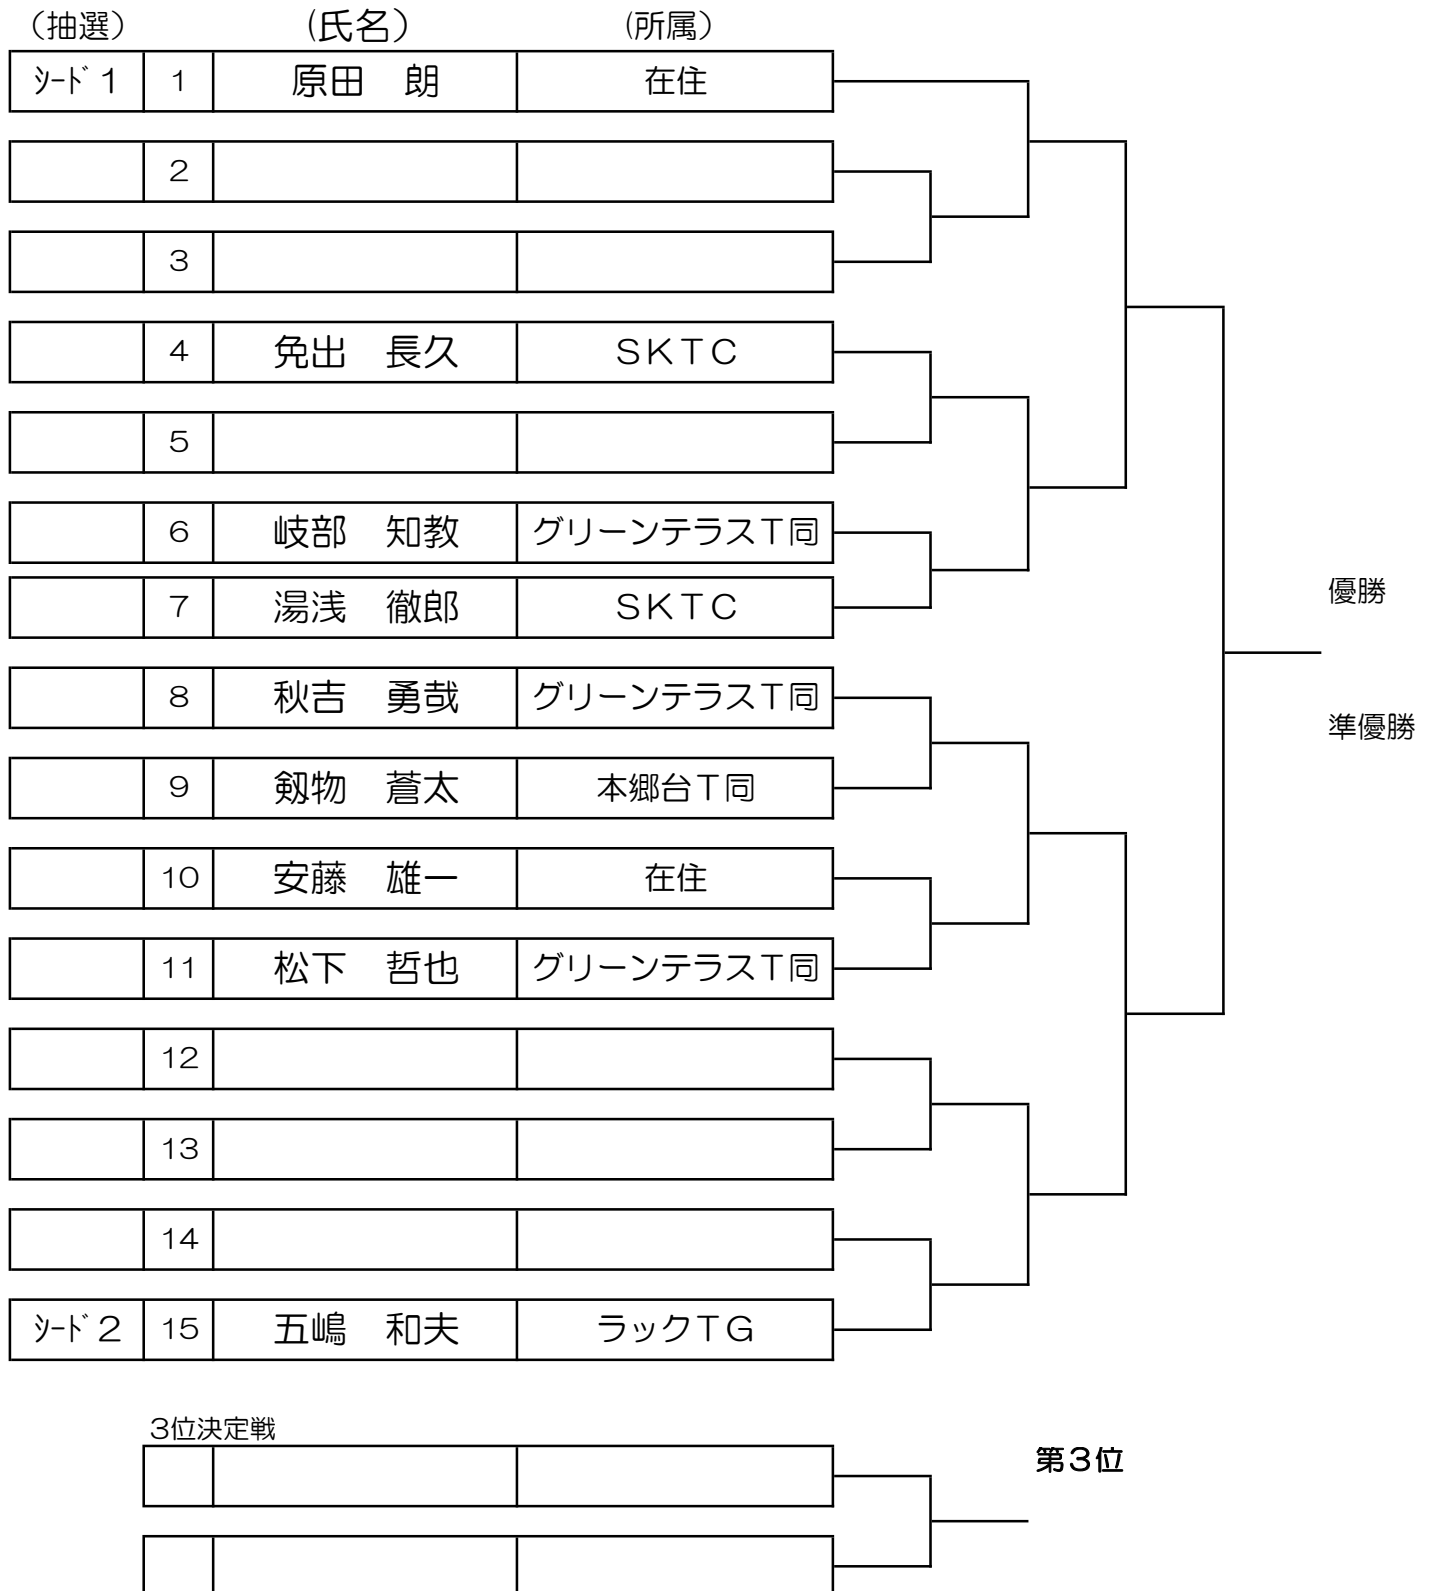 （抽選） (氏名） (所属）
ｼｰﾄﾞ 1 1 原田　朗 在住
2
3
4 免出　長久 ＳＫＴＣ
5
6 岐部　知教 グリーンテラスＴ同
7 湯浅　徹郎 ＳＫＴＣ
優勝
8 秋吉　勇哉 グリーンテラスＴ同
準優勝
9 剱物　蒼太 本郷台Ｔ同
10 安藤　雄一 在住
11 松下　哲也 グリーンテラスＴ同
12
13
14
ｼｰﾄﾞ 2 15 五嶋　和夫 ラックＴＧ
3位決定戦
第３位